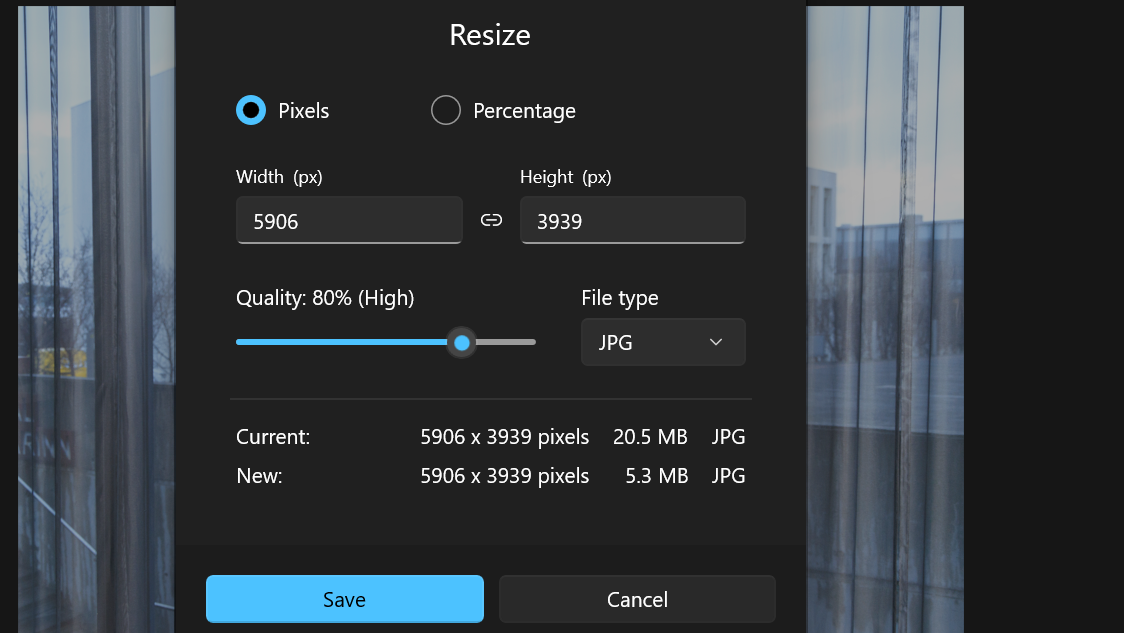 Resize
Pixels Percentage
Width (px) Height (px)
5906 3939
Quality: 80% (High) File type
JPG
Current: 5906 x 3939 pixels 20.5 MB JPG
New: 5906 x 3939 pixels 5.3 MB JPG
Save Cancel